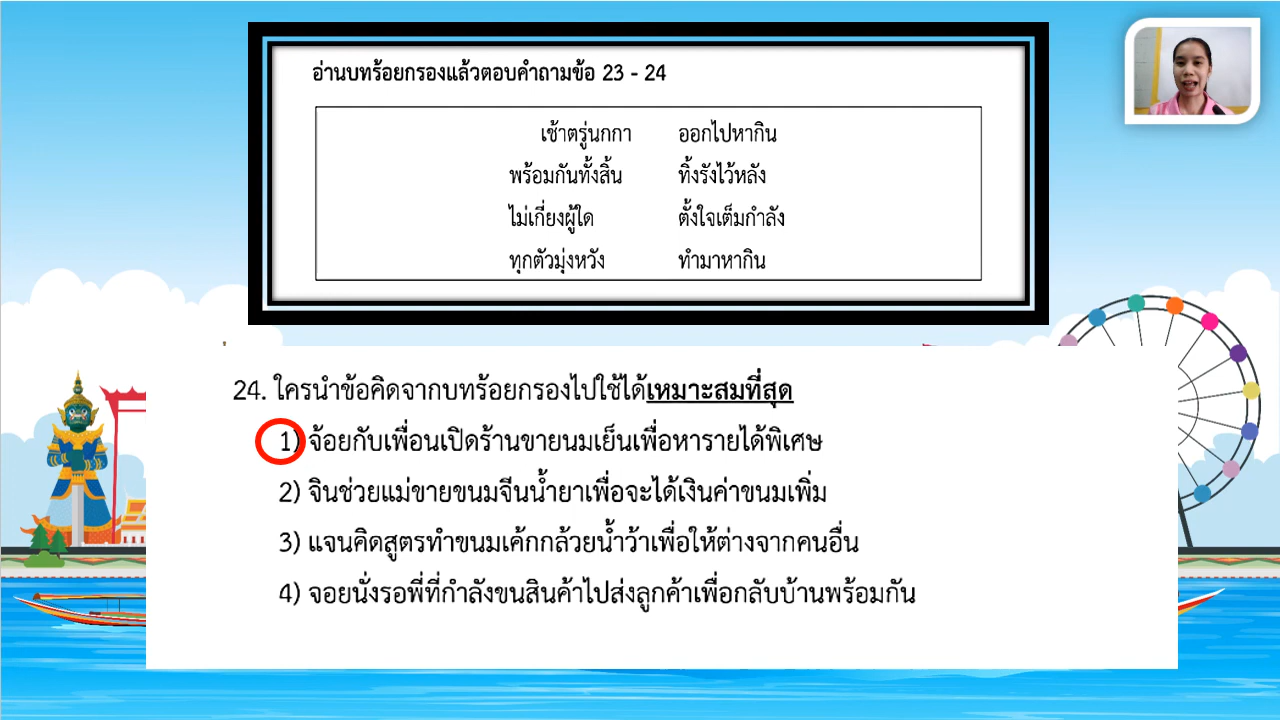 อ่านบทร้อยกรองแล้วตอบคำถามข้อ 23 - 24
เช้าตรู่นกกา ออกไปหากิน
พร้อมกันทั้งสิ้น ทิ้งรังไว้หลัง
ไม่เกี่ยงผู้ใด ตั้งใจเต็มกำลัง
ทุกตัวมุ่งหวัง ทำมาหากิน
24. ใครนำข้อคิดจากบทร้อยกรองไปใช้ได้เหมาะสมที่สุด
1) จ้อยกับเพื่อนเปิดร้านขายนมเย็นเพื่อหารายได้พิเศษ
2) จินช่วยแม่ขายขนมจีนน้ำยาเพื่อจะได้เงินค่าขนมเพิ่ม
3) แจนคิดสูตรทำขนมเค้กกล้วยน้ำว้าเพื่อให้ต่างจากคนอื่น
4) จอยนั่งรอพี่ที่กำลังขนสินค้าไปส่งลูกค้าเพื่อกลับบ้านพร้อมกัน